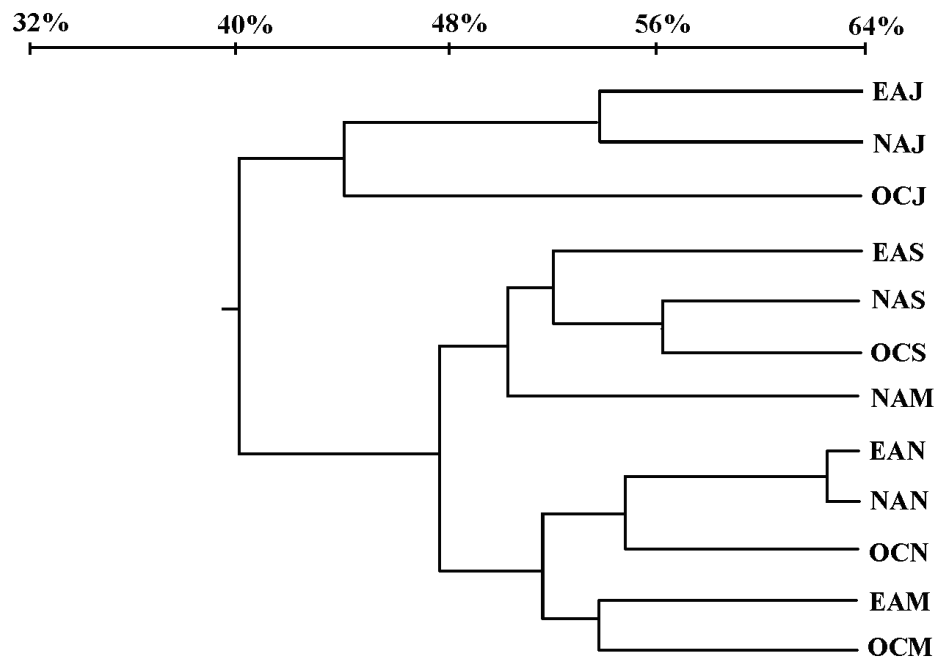 32% 40% 48% 56% 64%
EAJ
NAJ
OCJ
EAS
NAS
OCS
NAM
EAN
NAN
OCN
EAM
OCM